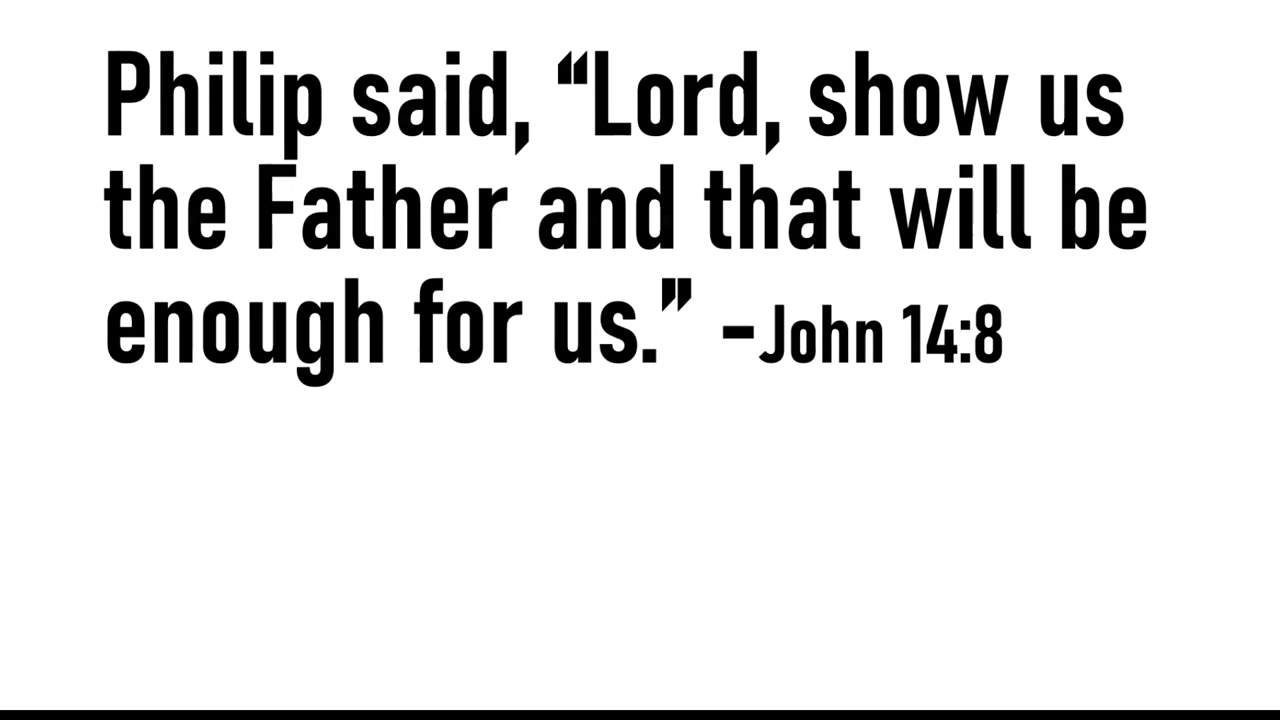 Philip said, “Lord, show us
the Father and that will be
enough for us.” –John 14:8